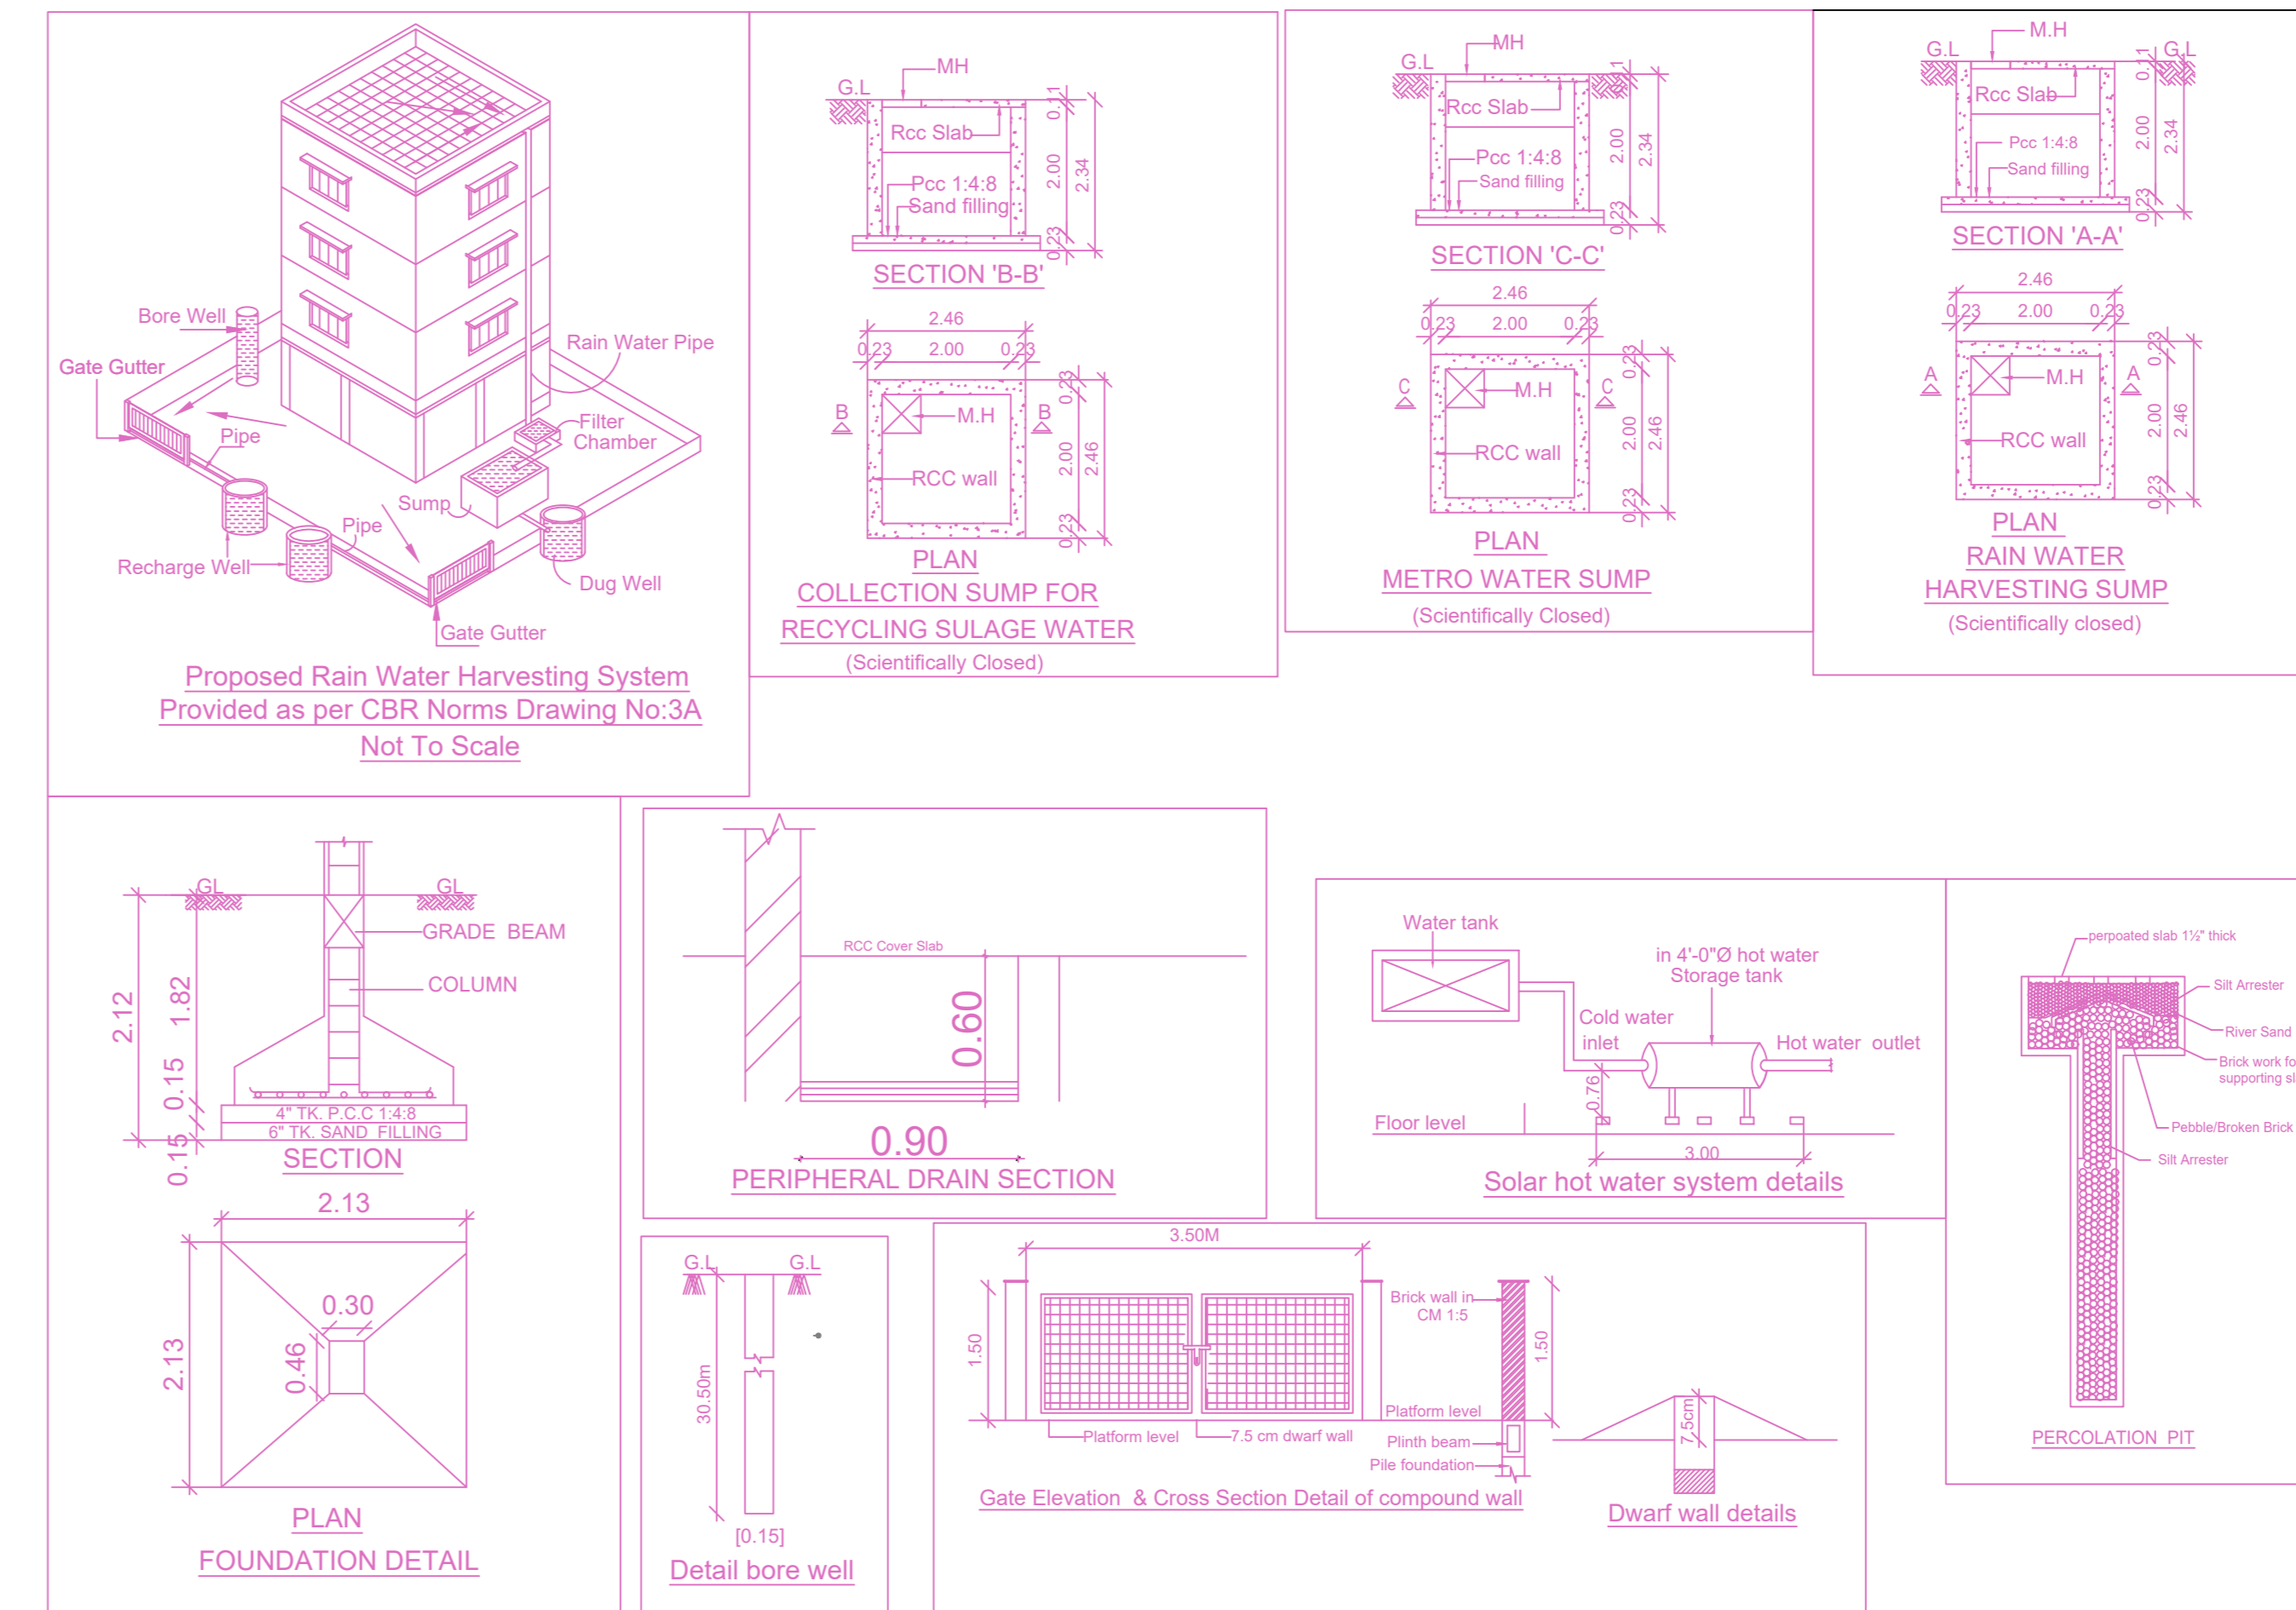 Bore Well
Gate Gutter
Pipe
Rain Water Pipe
Filter
Chamber
Sump
Pipe
Recharge Well
Dug Well
Gate Gutter
Proposed Rain Water Harvesting System
Provided as per CBR Norms Drawing No:3A
Not To Scale
MH
G.L
Rcc Slab
Pcc 1:4:8
Sand filling
0.11
2.00
2.34
0.23
SECTION 'B-B'
2.46
0.23
2.00
0.23
B
B
M.H
RCC wall
0.23
2.00
2.46
0.23
PLAN
COLLECTION SUMP FOR
RECYCLING SULAGE WATER
(Scientifically Closed)
MH
G.L
Rcc Slab
Pcc 1:4:8
Sand filling
2.00
2.34
0.23
SECTION 'C-C'
2.46
0.23
2.00
0.23
C
C
M.H
RCC wall
0.23
2.00
2.46
0.23
PLAN
METRO WATER SUMP
(Scientifically Closed)
M.H
G.L
G.L
Rcc Slab
Pcc 1:4:8
Sand filling
0.11
2.00
2.34
0.23
SECTION 'A-A'
2.46
0.23
2.00
0.23
A
A
M.H
RCC wall
0.23
2.00
2.46
0.23
PLAN
RAIN WATER
HARVESTING SUMP
(Scientifically closed)
GL
GL
GRADE BEAM
COLUMN
2.12
1.82
0.15
0.15
4" TK. P.C.C 1:4:8
6" TK. SAND FILLING
SECTION
2.13
2.13
0.30
0.46
PLAN
FOUNDATION DETAIL
RCC Cover Slab
0.60
0.90
PERIPHERAL DRAIN SECTION
G.L
G.L
30.50m
[0.15]
Detail bore well
Water tank
in 4'-0"Ø hot water
Storage tank
Cold water
inlet
Hot water outlet
0.76
Floor level
3.00
Solar hot water system details
3.50M
1.50
Brick wall in
CM 1:5
1.50
Platform level
Platform level
7.5 cm dwarf wall
Plinth beam
Pile foundation
Gate Elevation & Cross Section Detail of compound wall
7.5cm
Dwarf wall details
perpoated slab 1½" thick
Silt Arrester
River Sand
Brick work fo
supporting sl
Pebble/Broken Brick
Silt Arrester
PERCOLATION PIT